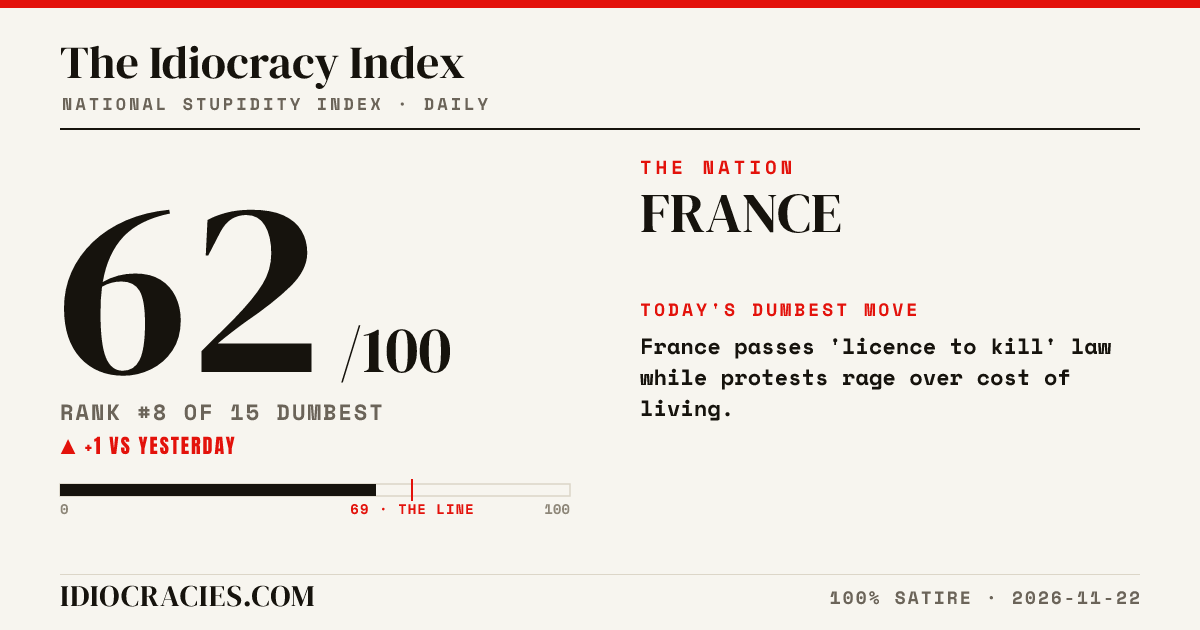 The Idiocracy Index
NATIONAL STUPIDITY INDEX · DAILY
62 /100
RANK #8 OF 15 DUMBEST
▲ +1 VS YESTERDAY
0
69 · THE LINE
100
THE NATION
FRANCE
TODAY'S DUMBEST MOVE
France passes 'licence to kill' law
while protests rage over cost of
living.
IDIOCRACIES.COM
100% SATIRE · 2026-11-22